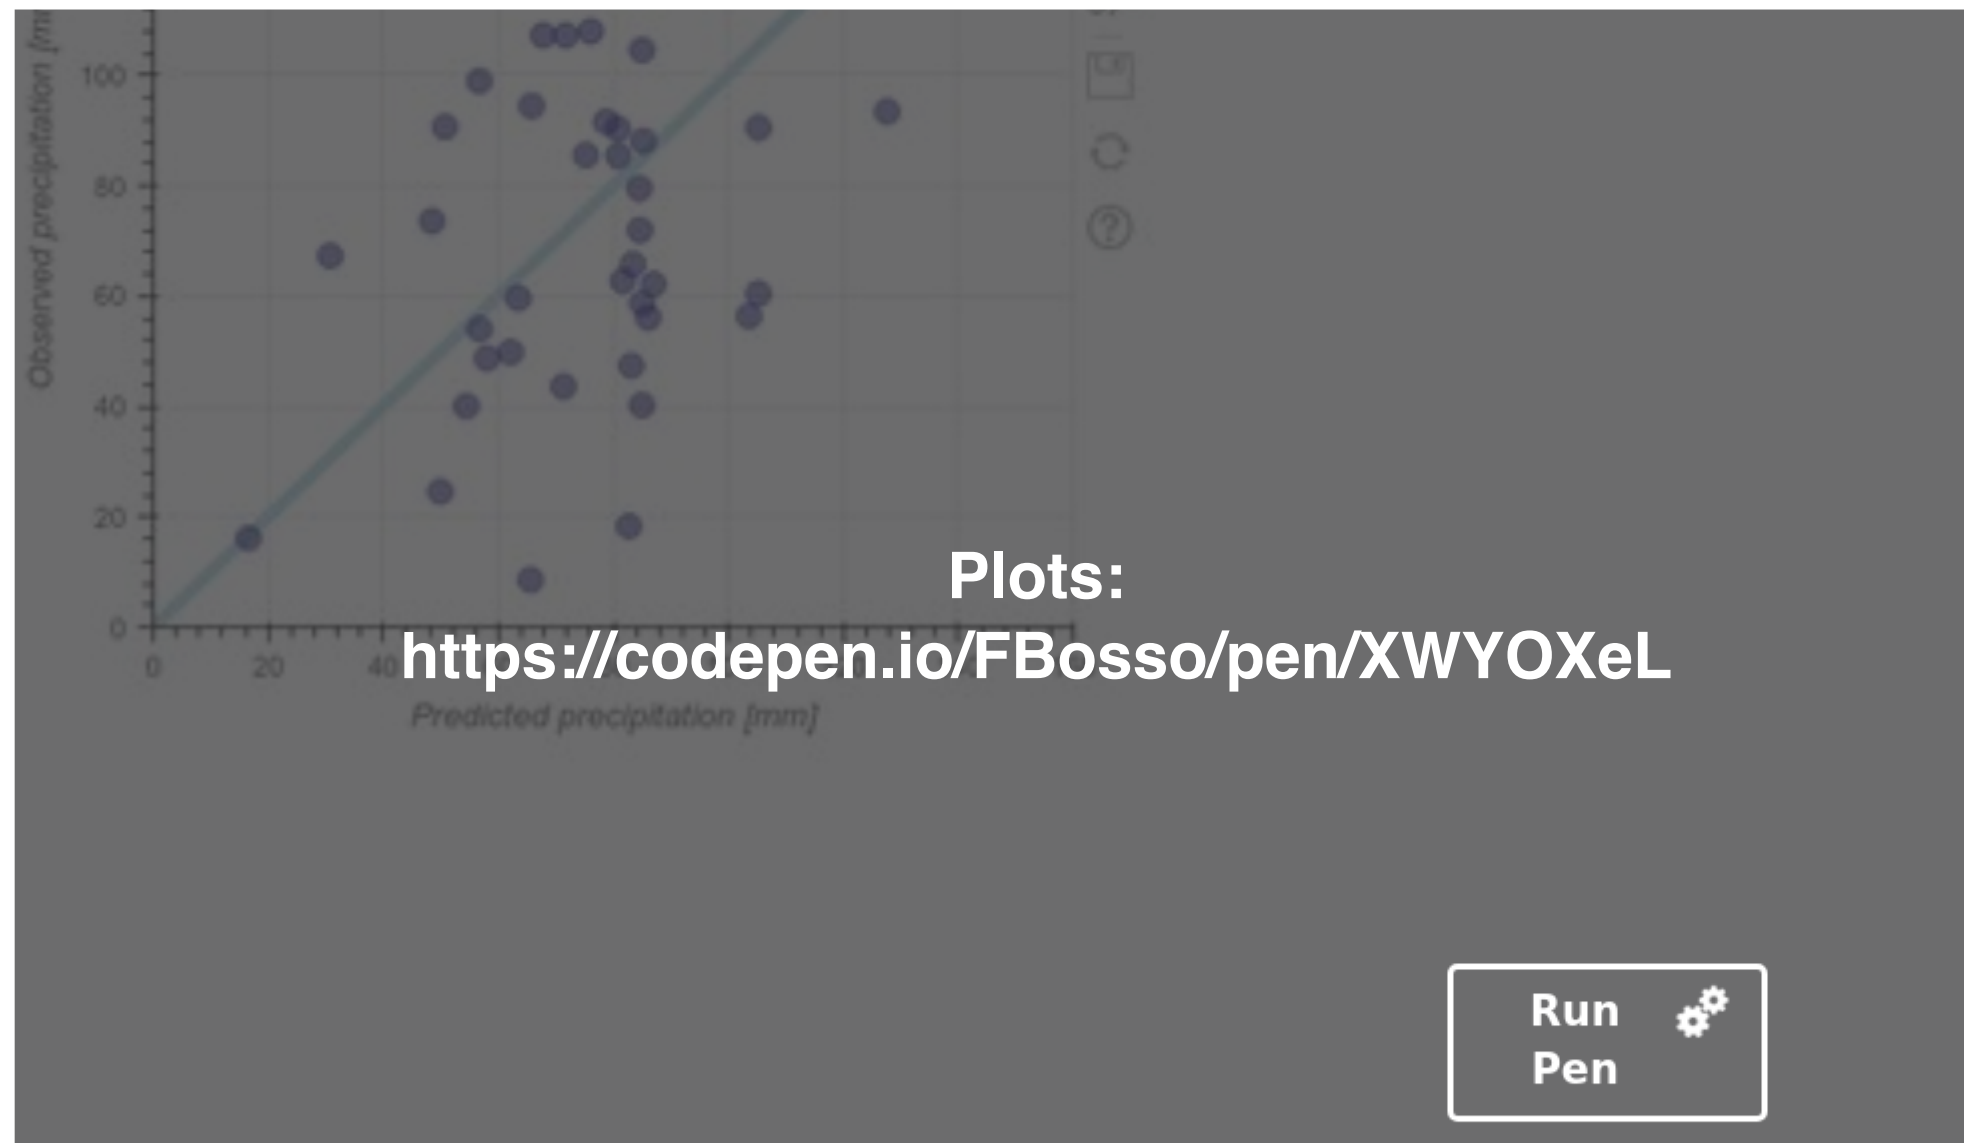 Observed precipitation [m
100
80
60
40
20
0
0 20 40
Predicted precipitation [mm]
Plots:
https://codepen.io/FBosso/pen/XWYOXeL
Run
Pen